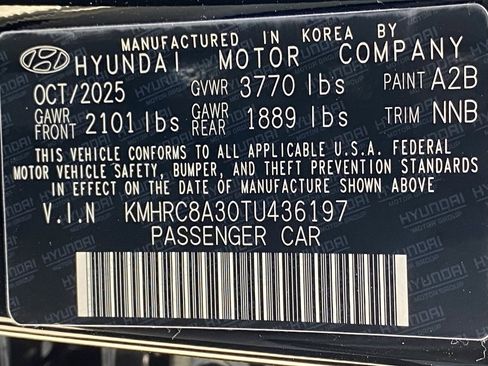 MANUFACTURED IN KOREA BY
HYUNDAI MOTOR COMPANY
OCT/2025 GVWR 3770 lbs PAINT A2B
GAWR FRONT 2101 lbs GAWR REAR 1889 lbs TRIM NNB
THIS VEHICLE CONFORMS TO ALL APPLICABLE U.S.A. FEDERAL
MOTOR VEHICLE SAFETY, BUMPER, AND THEFT PREVENTION STANDARDS
IN EFFECT ON THE DATE OF MANUFACTURE SHOWN ABOVE
V.I.N KMHRC8A30TU436197
PASSENGER CAR